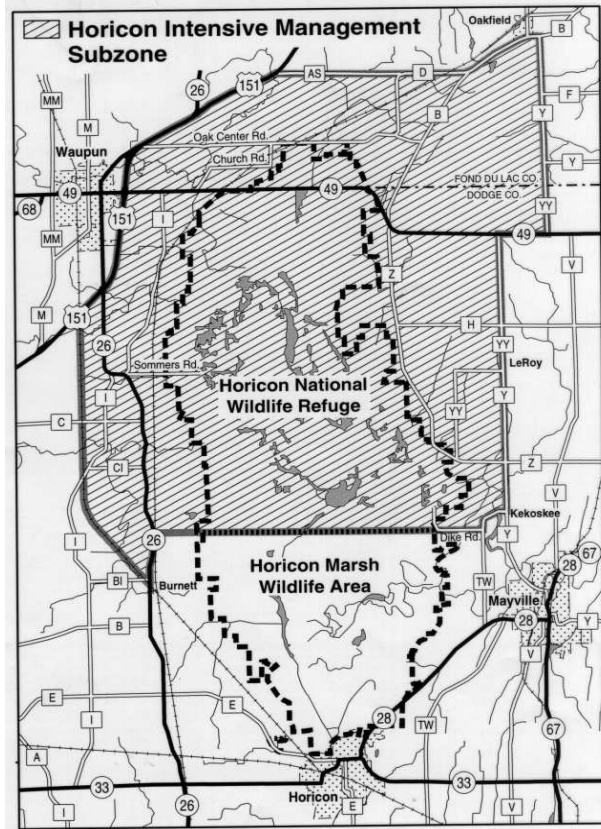 Horicon Intensive Management
Subzone
Oakfield
B
151
26
AS
D
MM
M
B
F
Y
Oak Center Rd.
Church Rd.
Waupun
Y
49
49
FOND DU LAC CO.
DODGE CO.
68
151
I
YY
MM
49
Z
V
M
151
26
H
YY
Sommers Rd.
LeRoy
Horicon National
Wildlife Refuge
I
Y
C
YY
CI
Z
V
I
Kekoskee
26
Dike Rd.
Y
Horicon Marsh
Wildlife Area
67
28
BI
Burnett
TW
Mayville
B
28
Y
V
E
E
28
I
TW
67
A
33
33
Horicon
I
26
E
V